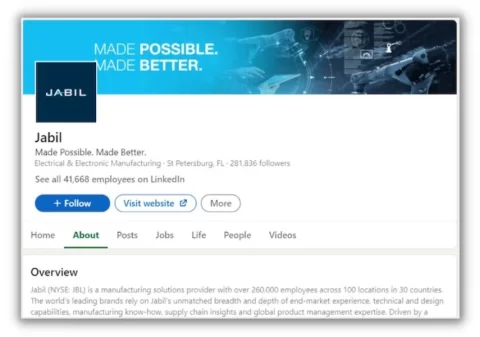 MADE POSSIBLE.
MADE BETTER.
JABIL
Jabil
Made Possible. Made Better.
Electrical & Electronic Manufacturing · St Petersburg, FL · 281,836 followers
See all 41,668 employees on LinkedIn
+ Follow
Visit website
More
Home About Posts Jobs Life People Videos
Overview
Jabil (NYSE: JBL) is a manufacturing solutions provider with over 260,000 employees across 100 locations in 30 countries.
The world's leading brands rely on Jabil's unmatched breadth and depth of end-market experience, technical and design
capabilities, manufacturing know-how, supply chain insights and global product management expertise. Driven by a